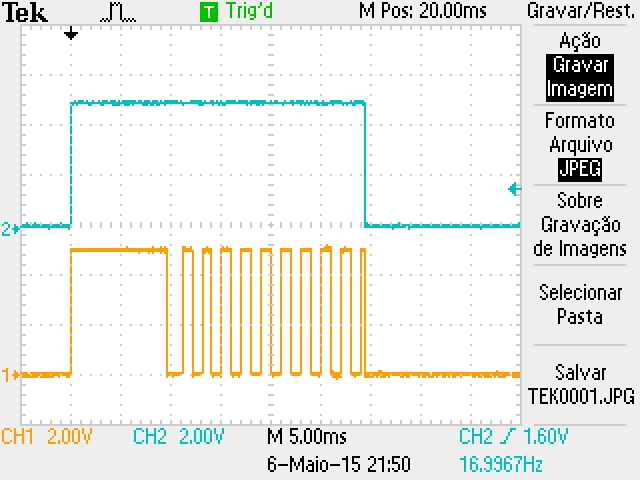 Tek T Trig'd M Pos: 20.00ms Gravar/Rest.
Ação
Gravar
Imagem
Formato
Arquivo
JPEG
Sobre
Gravação
de Imagens
Selecionar
Pasta
Salvar
TEK0001.JPG
2
1
CH1 2.00V CH2 2.00V M 5.00ms CH2 1.60V
6-Maio-15 21:50 16.9967Hz